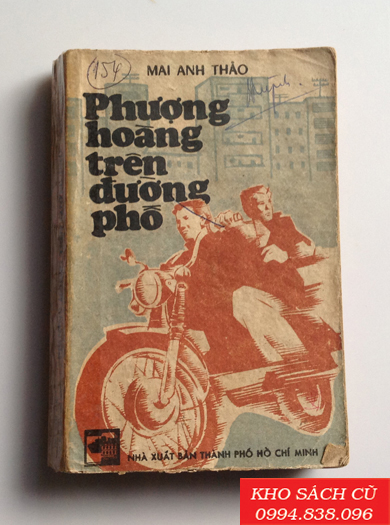 154
MAI ANH THẢO
Phượng
hoàng
trên
đường
phố
NHÀ XUẤT BẢN THÀNH PHỐ HỒ CHÍ MINH
KHO SÁCH CŨ
0994.838.096